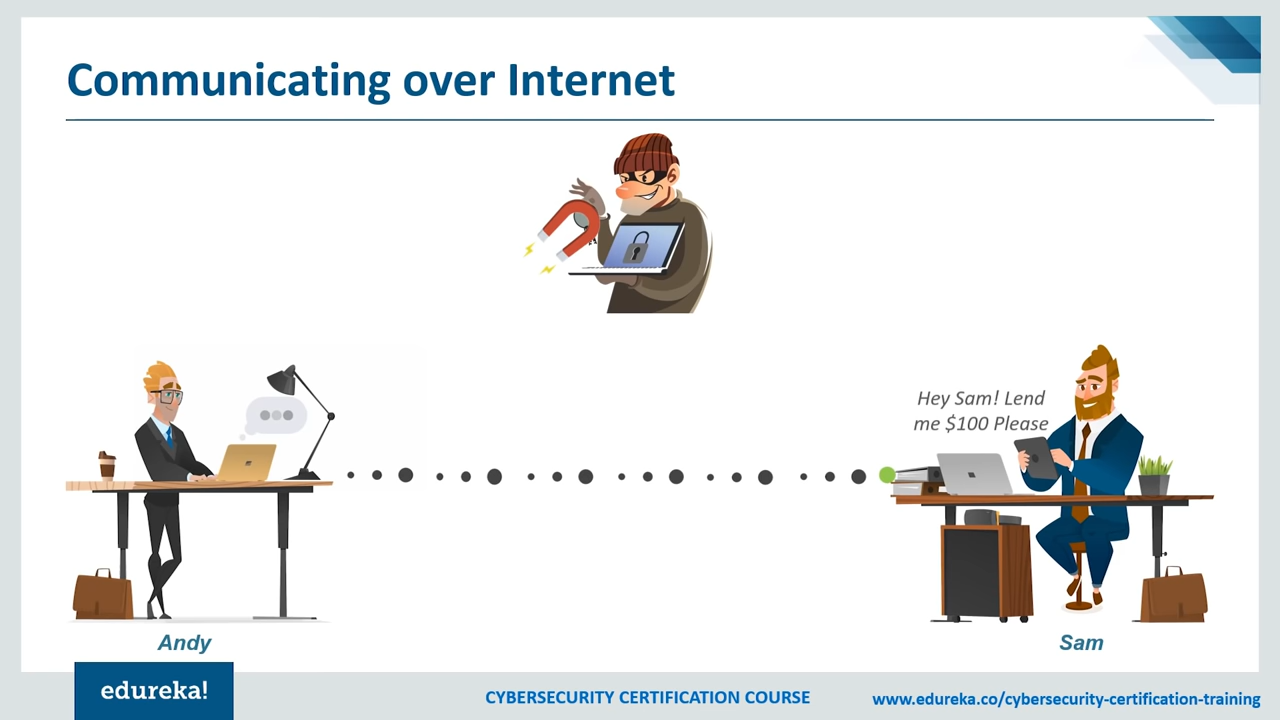 Communicating over Internet
Hey Sam! Lend
me $100 Please
Andy
Sam
edureka!
CYBERSECURITY CERTIFICATION COURSE
www.edureka.co/cybersecurity-certification-training